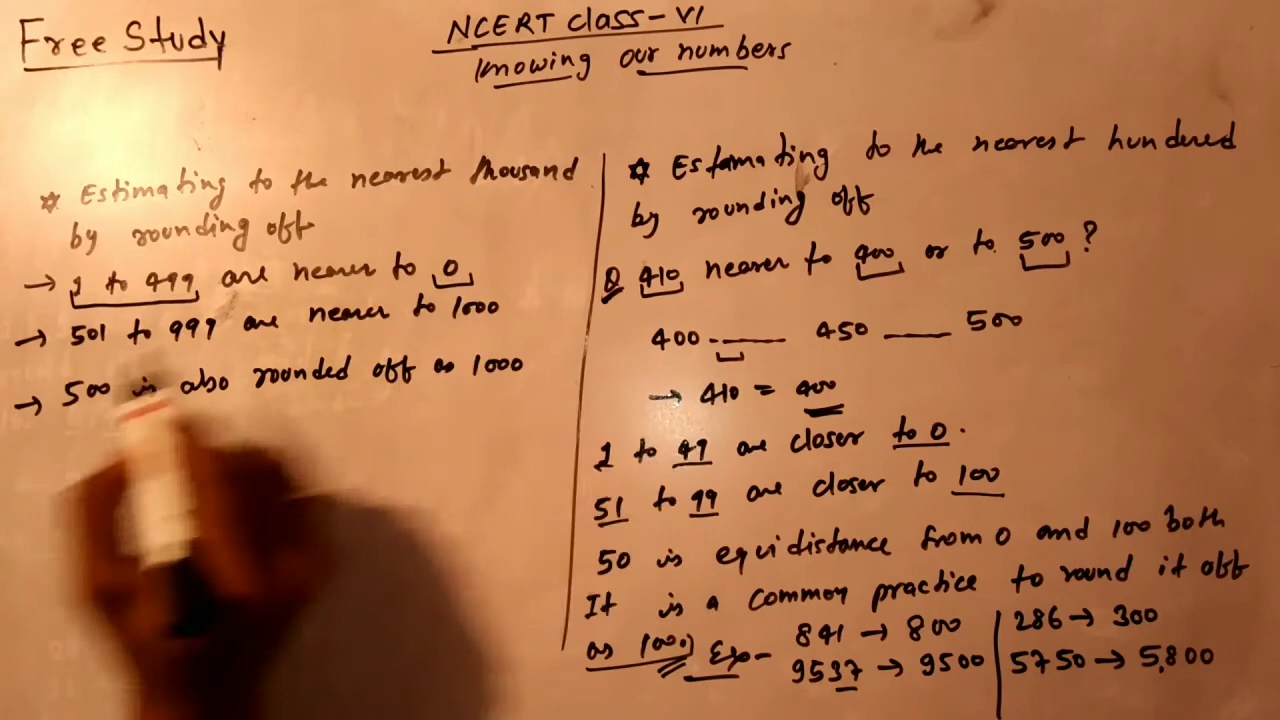 Free Study
NCERT class-VI
Knowing our numbers
☆ Estimating to the nearest thousand
by rounding off
→ 1 to 499 are nearer to 0
→ 501 to 999 are nearer to 1000
→ 500 is also rounded off as 1000
☆ Estamating to the nearest hundered
by rounding off
Q 410 nearer to 400 or to 500?
400 —— 450 —— 500
→ 410 = 400
1 to 49 are closer to 0.
51 to 99 are closer to 100
50 is equidistance from 0 and 100 both
It is a common practice to round it off
as 100.
841 → 800
9537 → 9500
286 → 300
5750 → 5,800